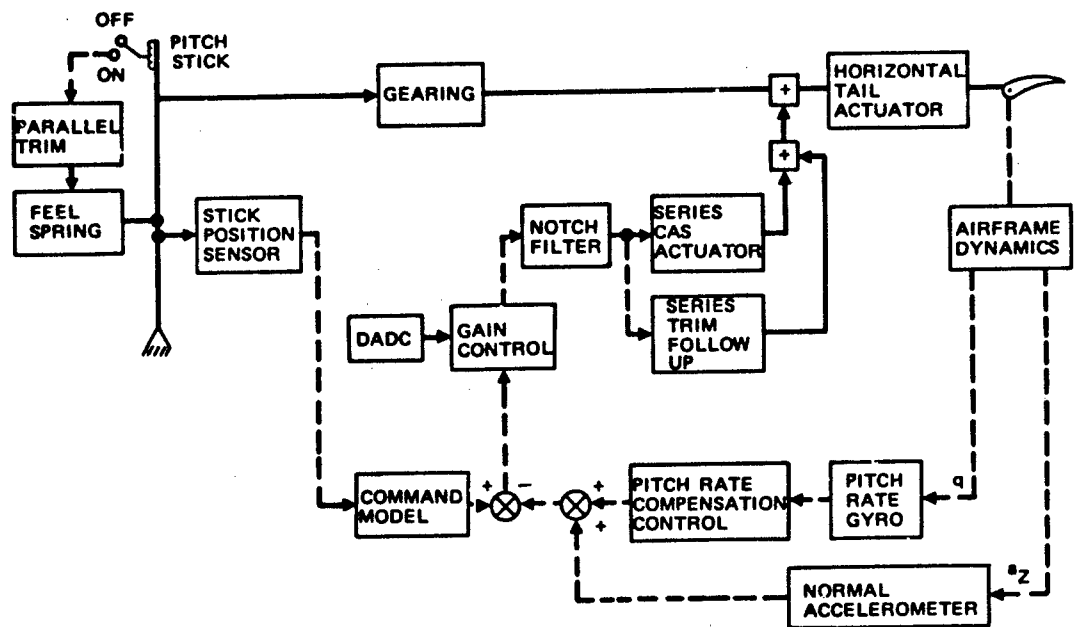 OFF
ON
PITCH
STICK
PARALLEL
TRIM
FEEL
SPRING
GEARING
+
HORIZONTAL
TAIL
ACTUATOR
+
STICK
POSITION
SENSOR
NOTCH
FILTER
SERIES
CAS
ACTUATOR
AIRFRAME
DYNAMICS
DADC
GAIN
CONTROL
SERIES
TRIM
FOLLOW
UP
COMMAND
MODEL
+
−
+
+
PITCH RATE
COMPENSATION
CONTROL
PITCH
RATE
GYRO
q
NORMAL
ACCELEROMETER
aZ